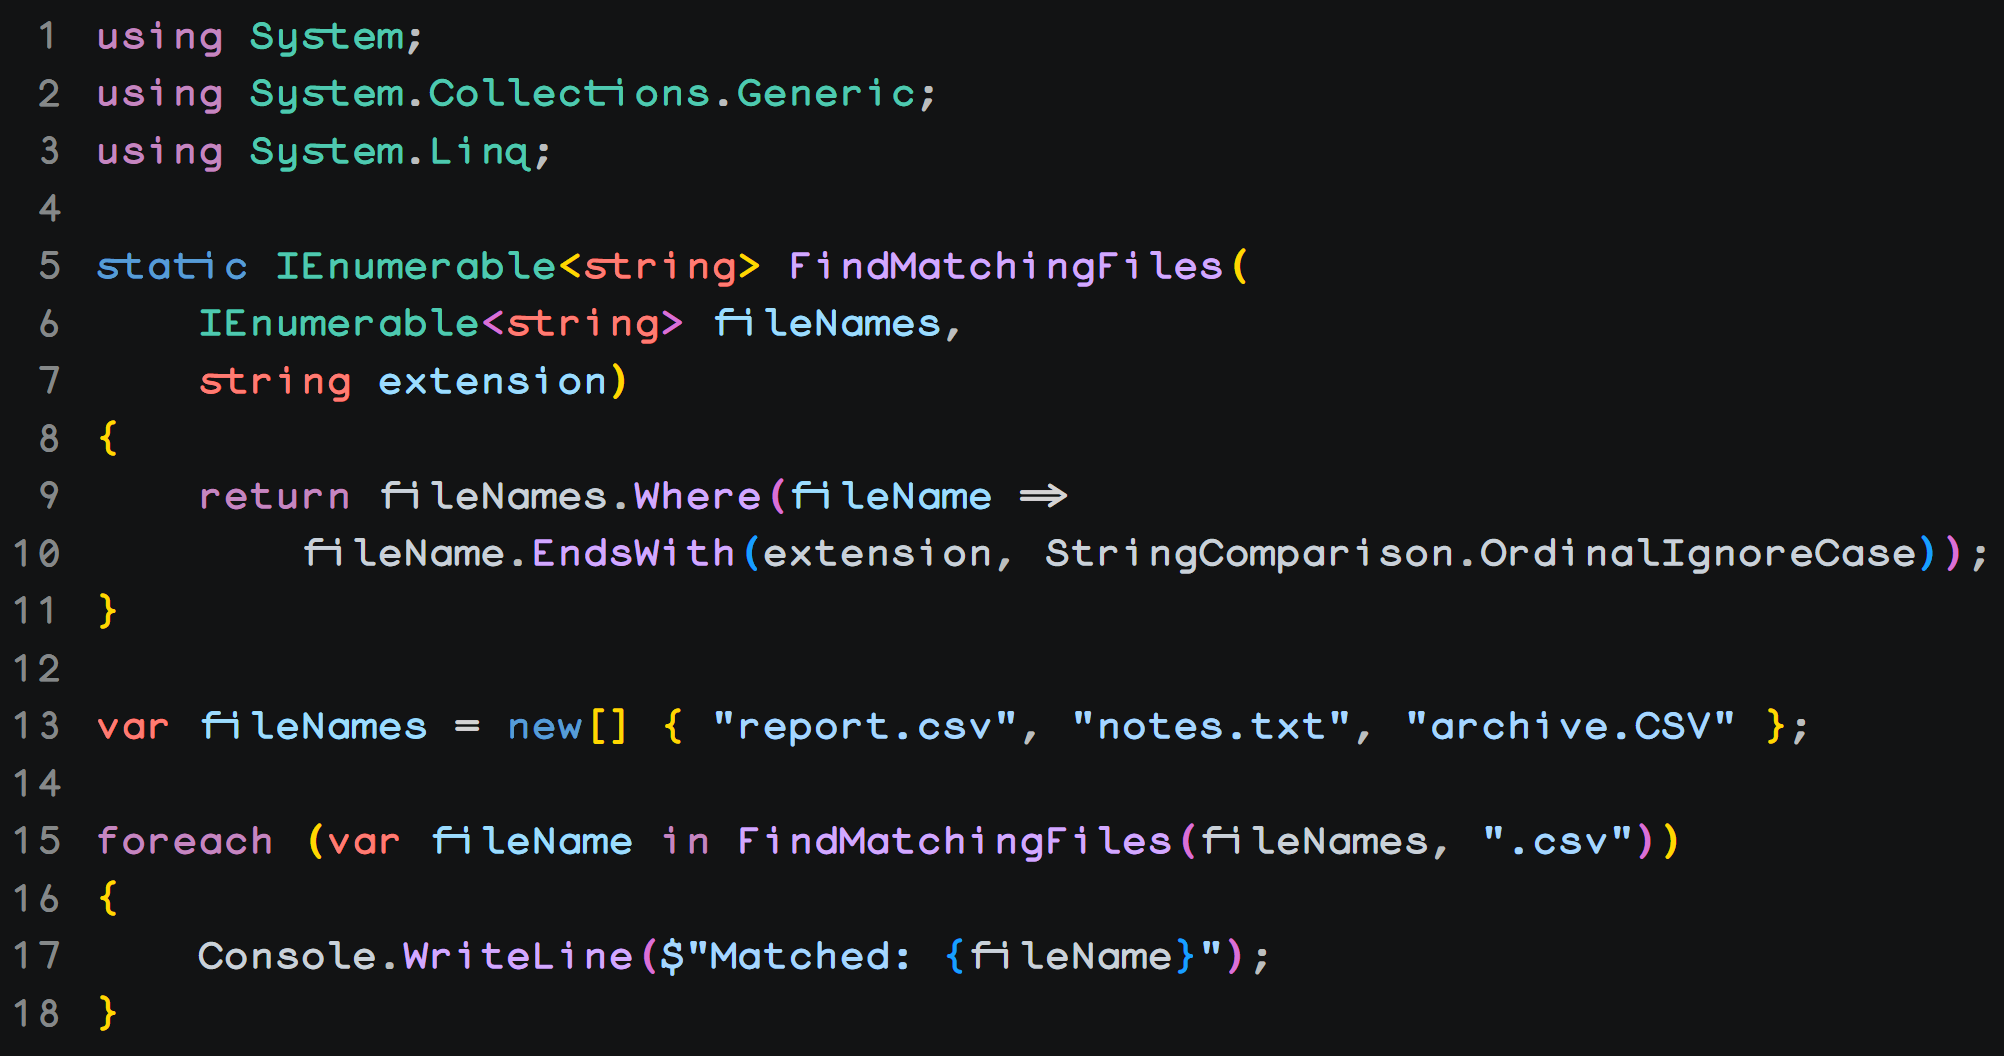 1 using System;
2 using System.Collections.Generic;
3 using System.Linq;
4
5 static IEnumerable<string> FindMatchingFiles(
6     IEnumerable<string> fileNames,
7     string extension)
8 {
9     return fileNames.Where(fileName =>
10         fileName.EndsWith(extension, StringComparison.OrdinalIgnoreCase));
11 }
12
13 var fileNames = new[] { "report.csv", "notes.txt", "archive.CSV" };
14
15 foreach (var fileName in FindMatchingFiles(fileNames, ".csv"))
16 {
17     Console.WriteLine($"Matched: {fileName}");
18 }